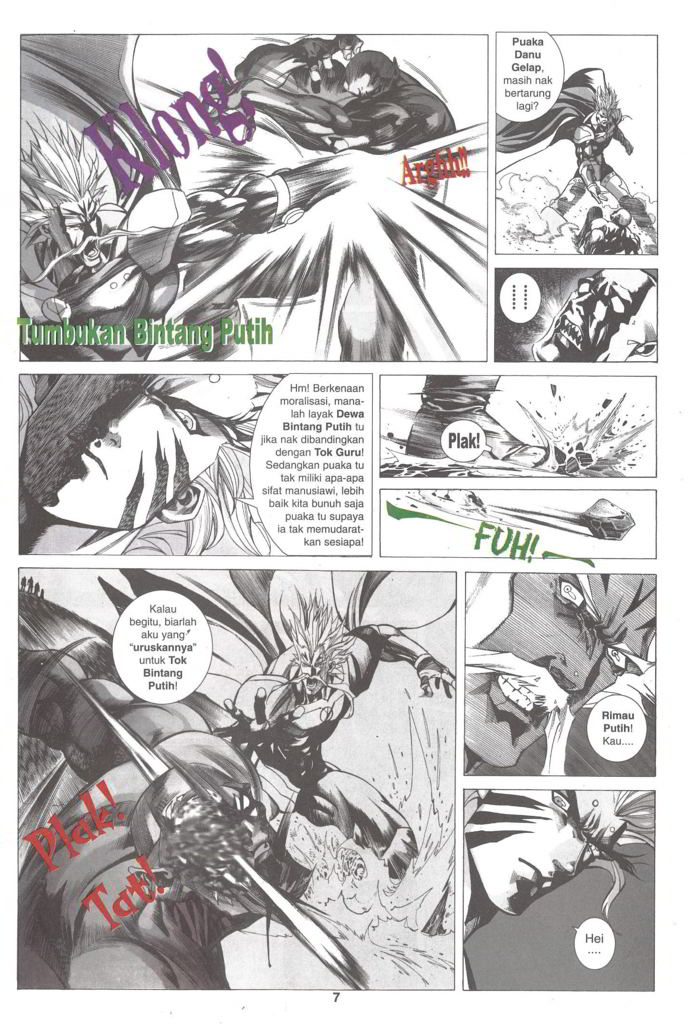 Klong!
Arghh!!
Tumbukan Bintang Putih
Puaka
Danu
Gelap,
masih nak
bertarung
lagi?
Hm! Berkenaan
moralisasi, mana-
lah layak Dewa
Bintang Putih tu
jika nak dibandingkan
dengan Tok Guru!
Sedangkan puaka tu
tak miliki apa-apa
sifat manusiawi, lebih
baik kita bunuh saja
puaka tu supaya
ia tak memudarat-
kan sesiapa!
Plak!
FUH!
Kalau
begitu, biarlah
aku yang
"uruskannya"
untuk Tok
Bintang
Putih!
Plak!
Tat!
Rimau
Putih!
Kau....
Hei
....
7